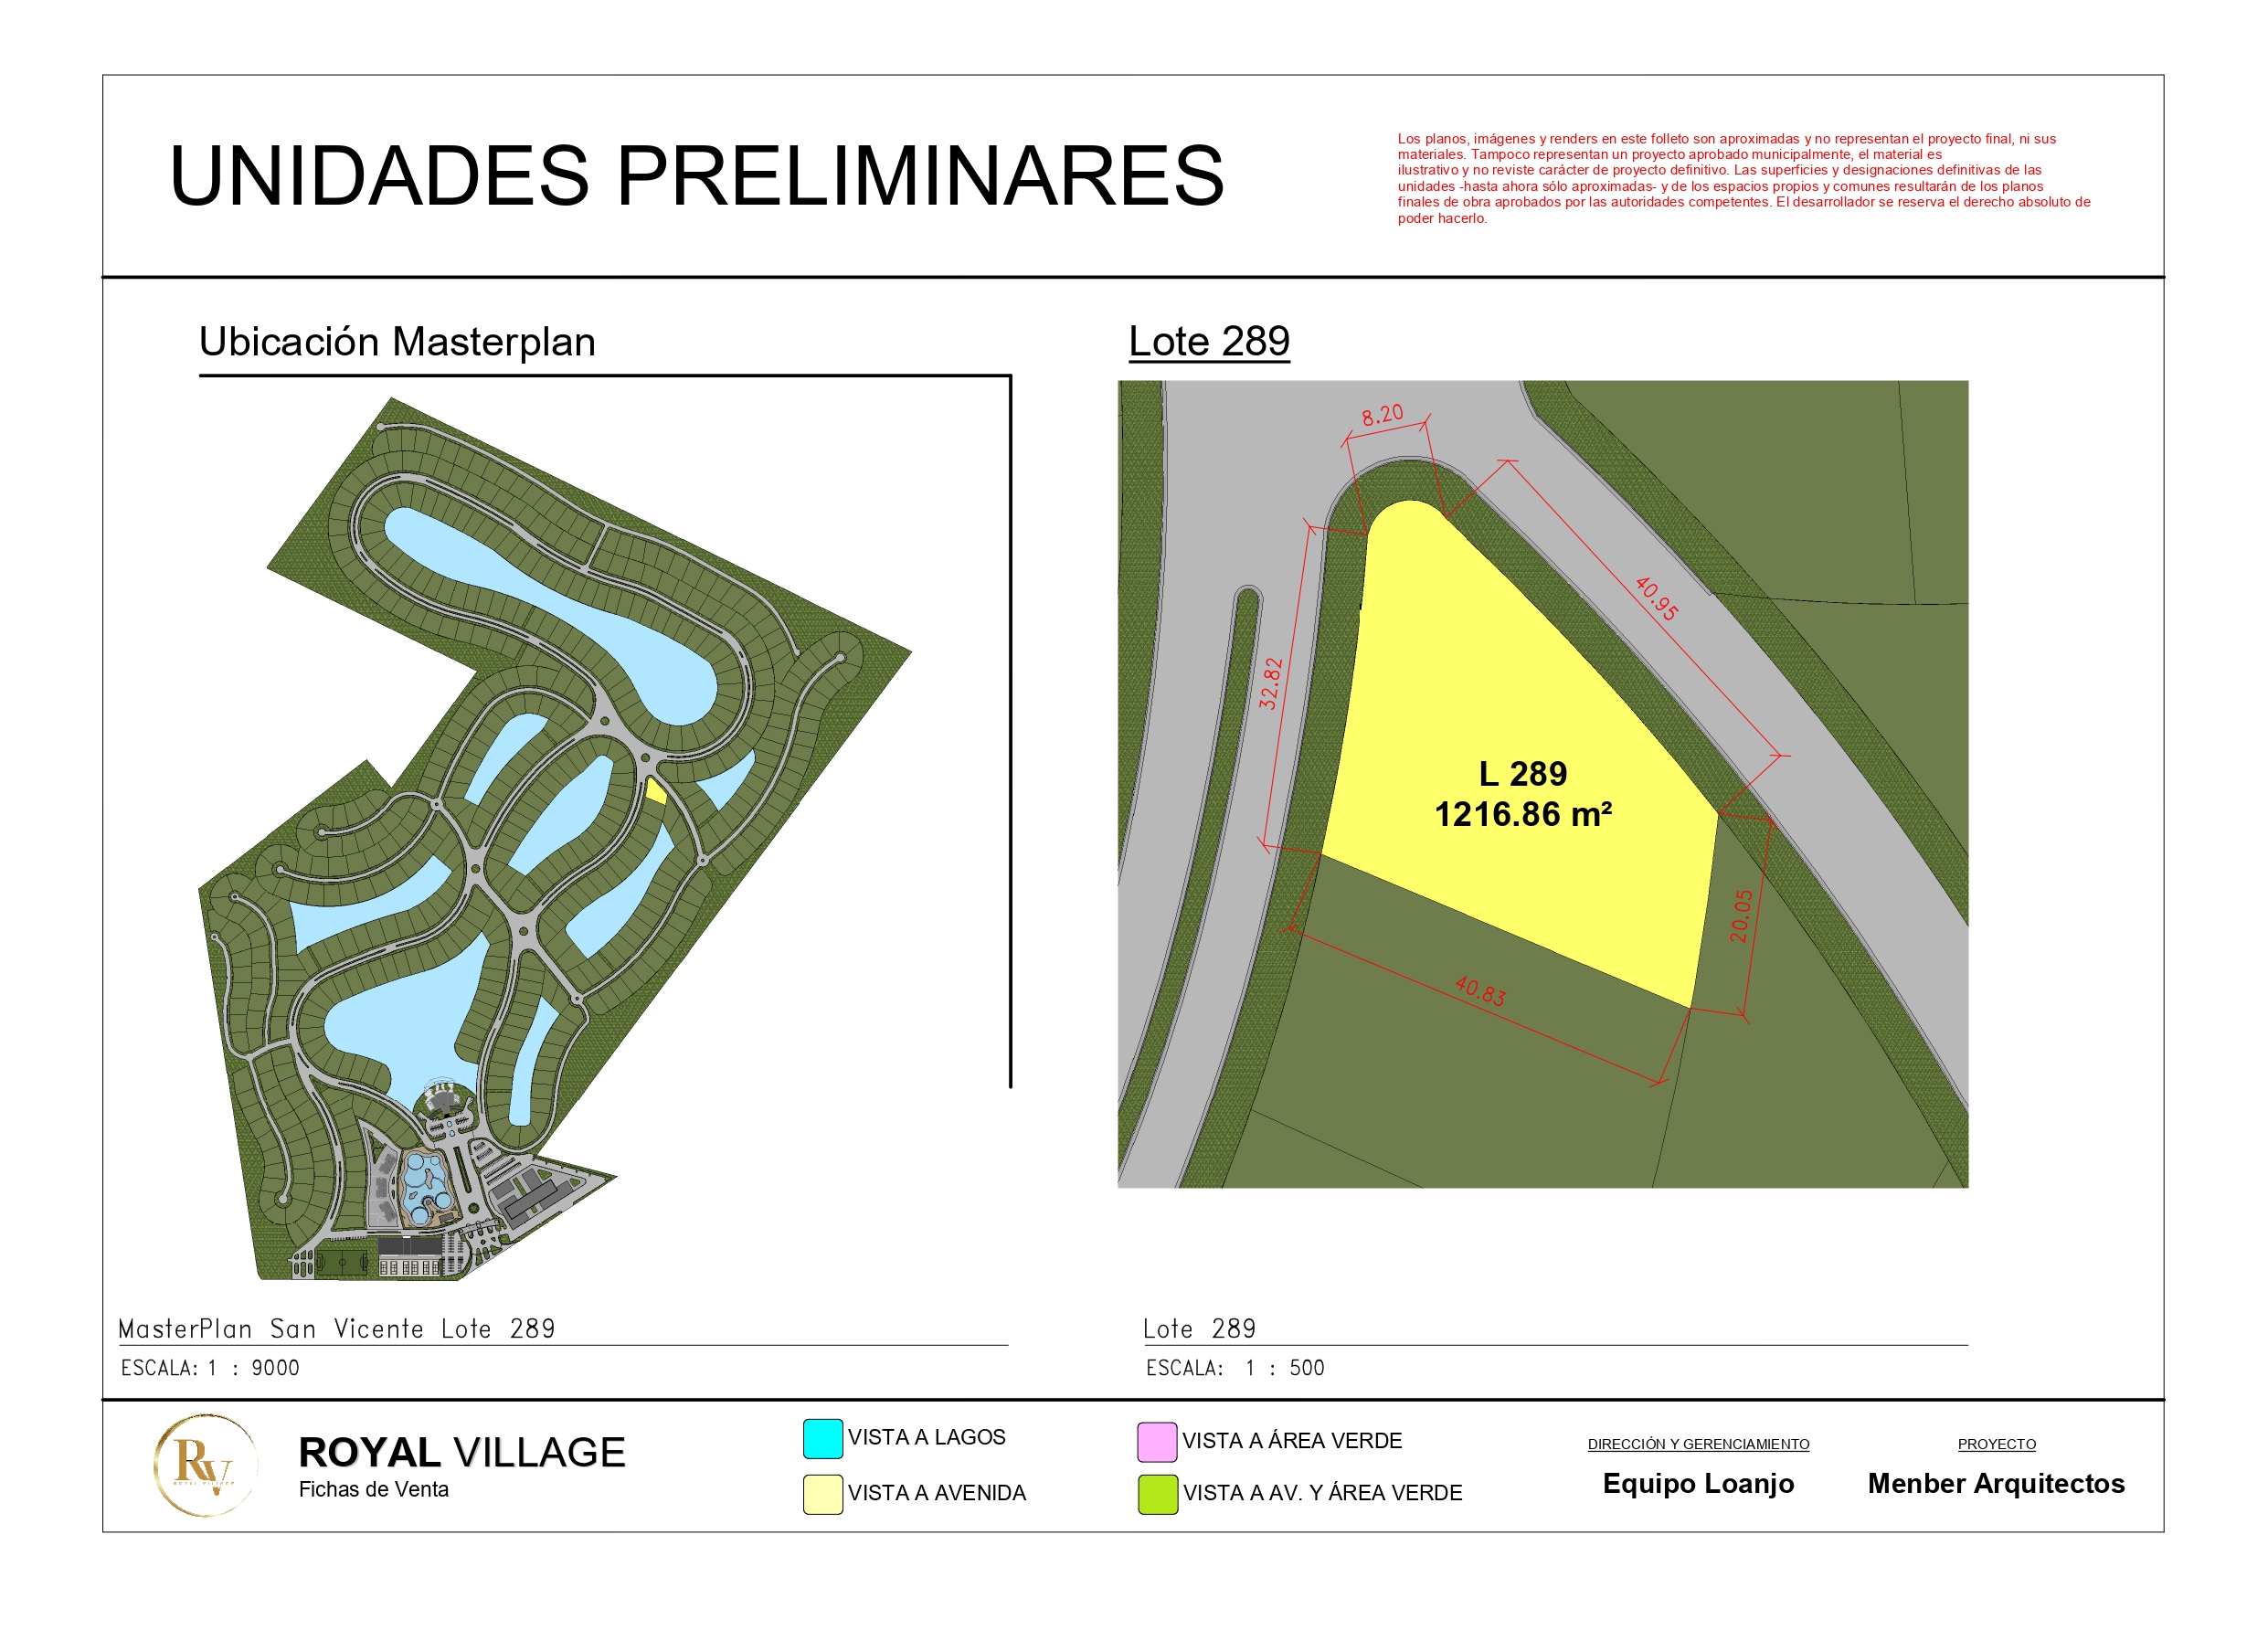 UNIDADES PRELIMINARES
Los planos, imágenes y renders en este folleto son aproximadas y no representan el proyecto final, ni sus
materiales. Tampoco representan un proyecto aprobado municipalmente, el material es
ilustrativo y no reviste carácter de proyecto definitivo. Las superficies y designaciones definitivas de las
unidades -hasta ahora sólo aproximadas- y de los espacios propios y comunes resultarán de los planos
finales de obra aprobados por las autoridades competentes. El desarrollador se reserva el derecho absoluto de
poder hacerlo.
Ubicación Masterplan
Lote 289
8.20
40.95
32.82
L 289
1216.86 m²
20.05
40.83
MasterPlan San Vicente Lote 289
ESCALA: 1 : 9000
Lote 289
ESCALA: 1 : 500
RV
ROYAL VILLAGE
ROYAL VILLAGE
Fichas de Venta
VISTA A LAGOS
VISTA A AVENIDA
VISTA A ÁREA VERDE
VISTA A AV. Y ÁREA VERDE
DIRECCIÓN Y GERENCIAMIENTO
Equipo Loanjo
PROYECTO
Menber Arquitectos